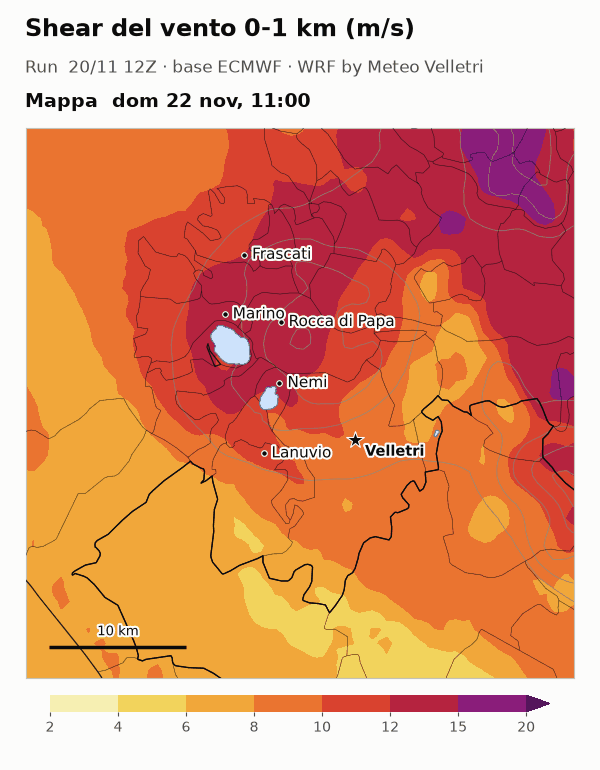 Shear del vento 0-1 km (m/s)
Run  20/11 12Z · base ECMWF · WRF by Meteo Velletri
Mappa  dom 22 nov, 11:00
Frascati
Marino
Rocca di Papa
Nemi
Velletri
Lanuvio
10 km
2 4 6 8 10 12 15 20